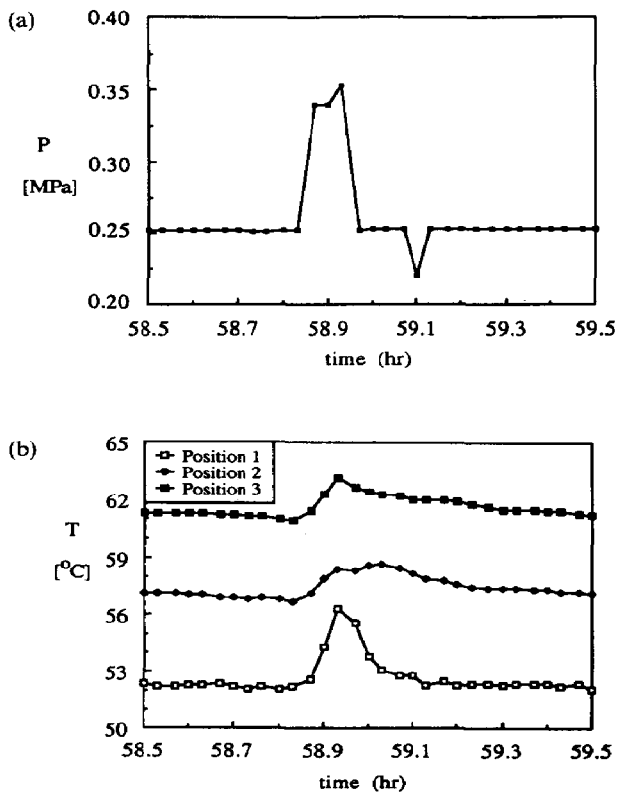 (a)
0.40
0.35
P
0.30
[MPa]
0.25
0.20
58.5 58.7 58.9 59.1 59.3 59.5
time (hr)
(b)
65
Position 1
Position 2
Position 3
62
T
59
[°C]
56
53
50
58.5 58.7 58.9 59.1 59.3 59.5
time (hr)